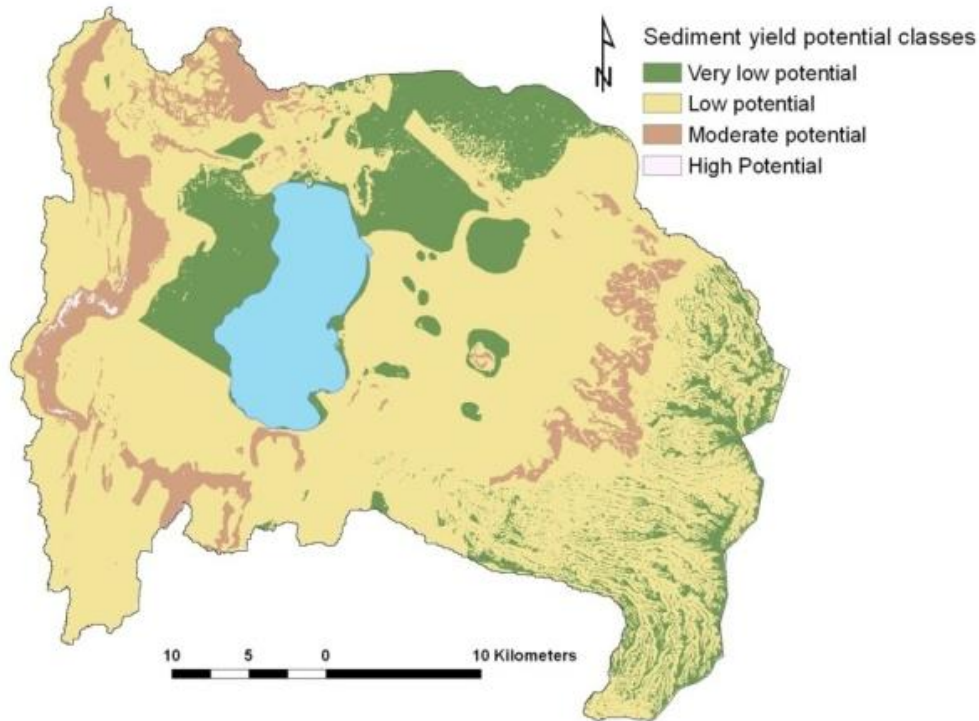 N
Sediment yield potential classes
Very low potential
Low potential
Moderate potential
High Potential
10 5 0 10 Kilometers